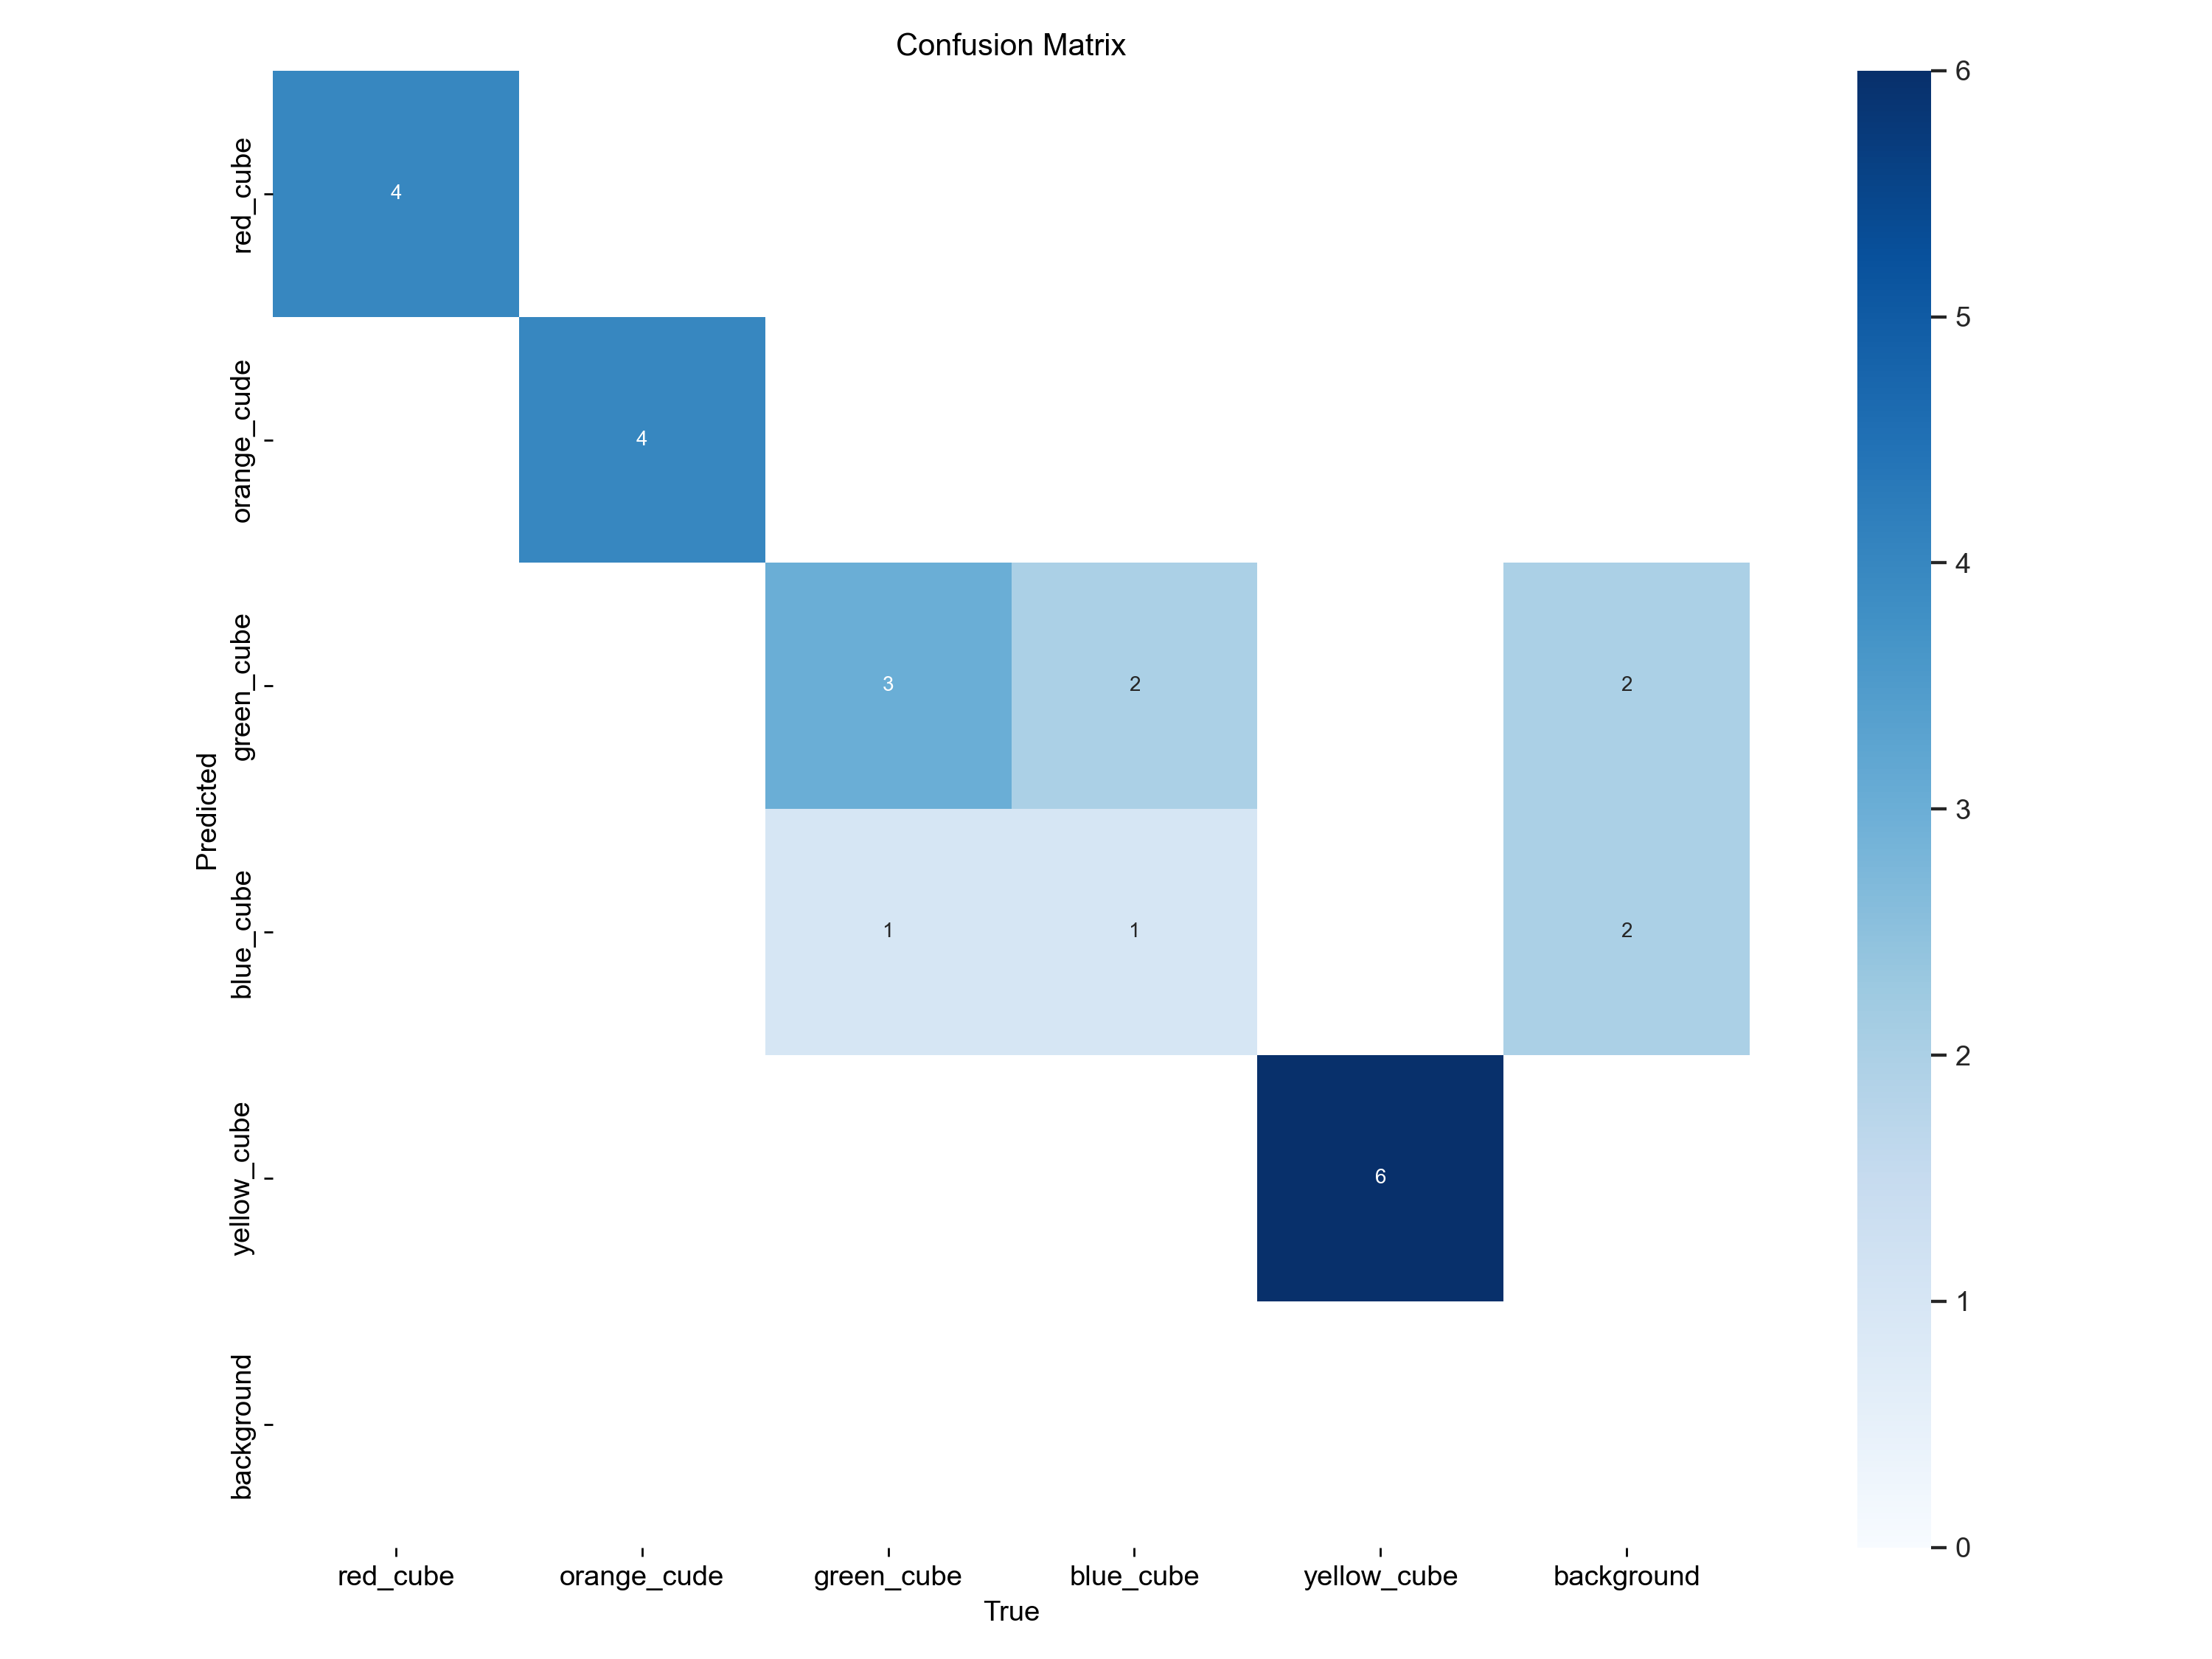 Confusion Matrix
red_cube
4
orange_cude
4
green_cube
3 2 2
blue_cube
1 1 2
yellow_cube
6
background
Predicted
red_cube orange_cude green_cube blue_cube yellow_cube background
True
6
5
4
3
2
1
0